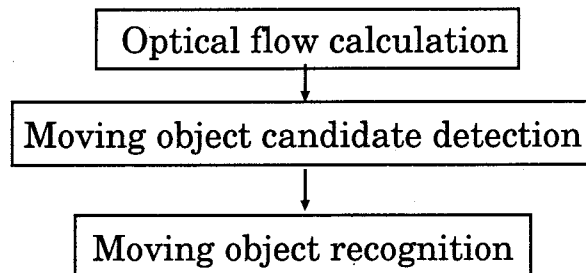 Optical flow calculation
Moving object candidate detection
Moving object recognition